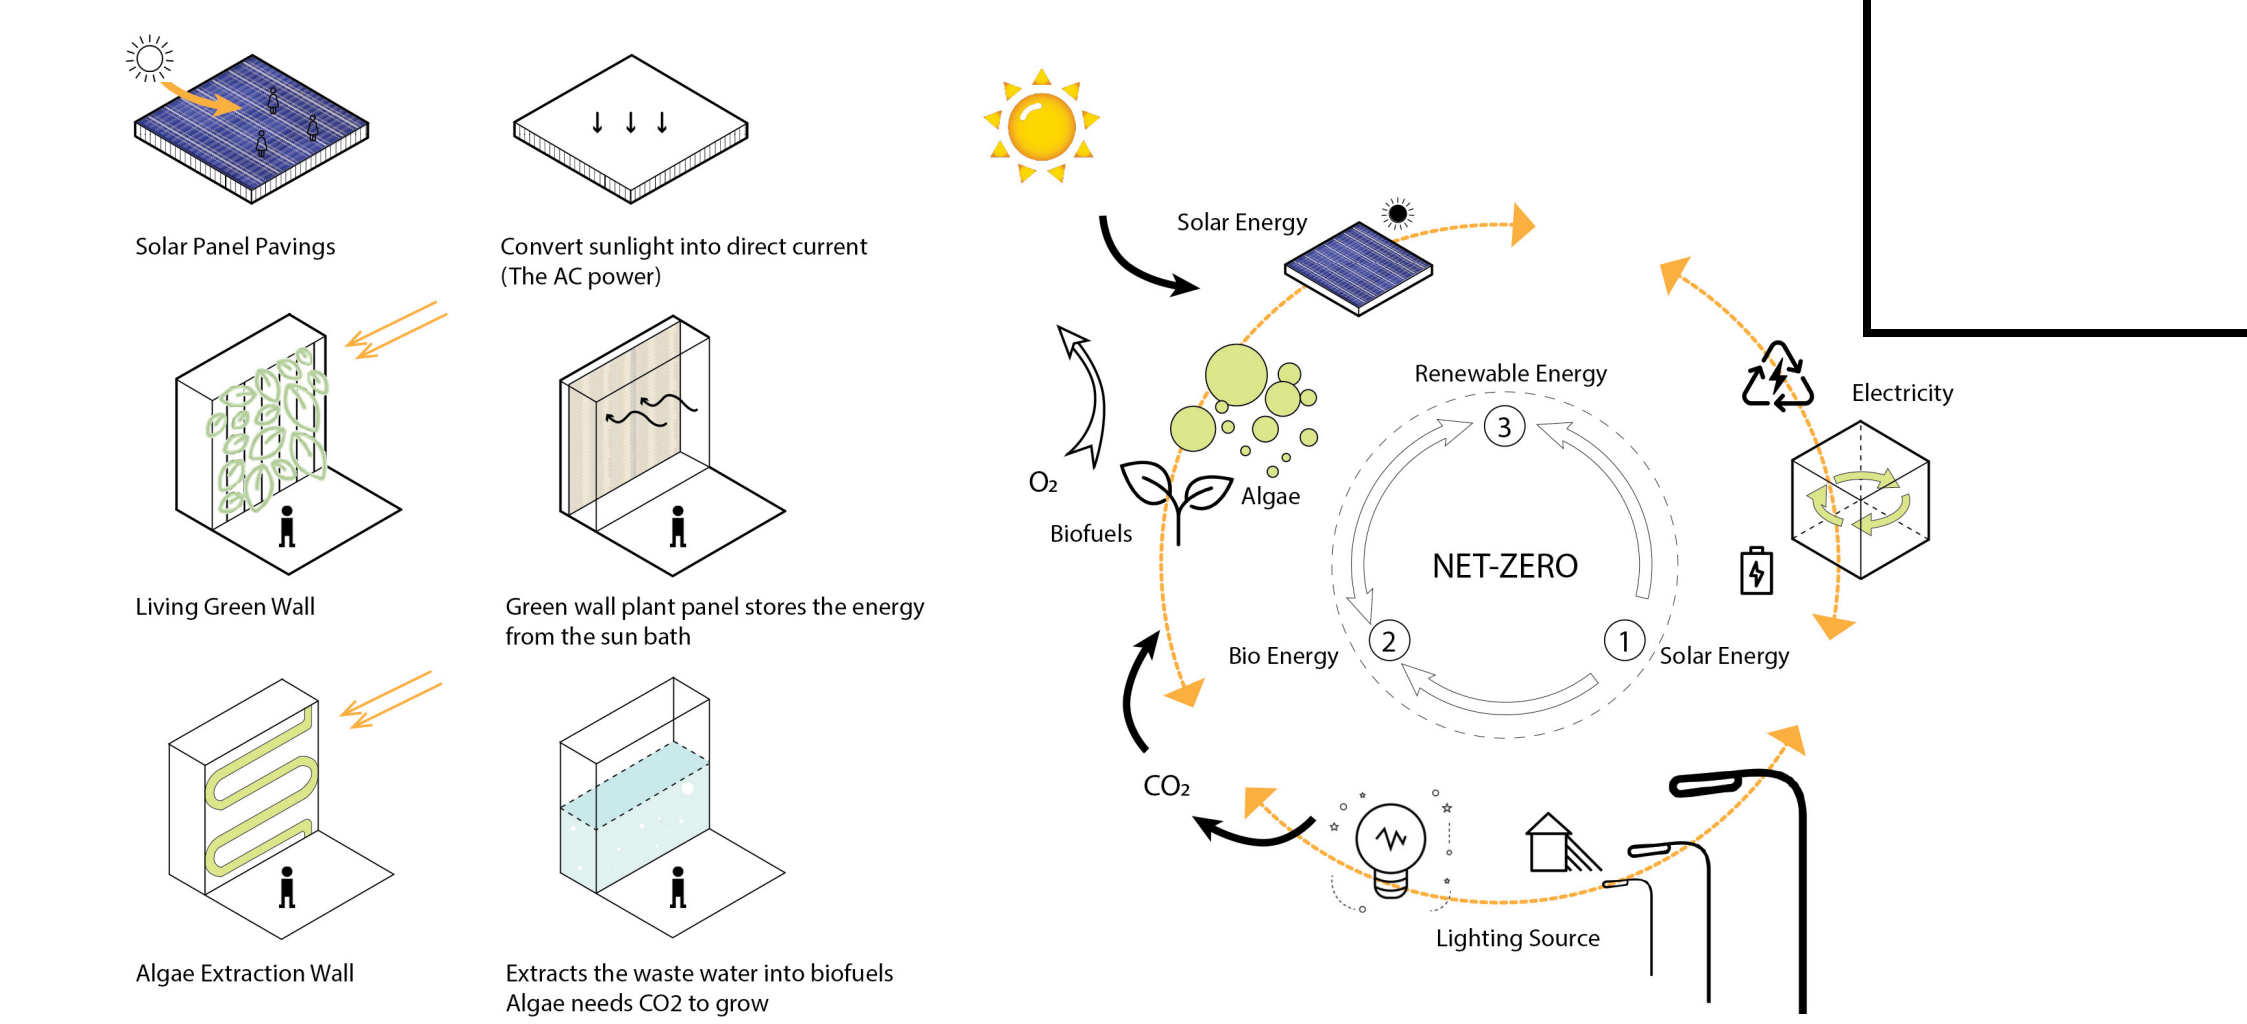 Solar Panel Pavings
Convert sunlight into direct current
(The AC power)
Living Green Wall
Green wall plant panel stores the energy
from the sun bath
Algae Extraction Wall
Extracts the waste water into biofuels
Algae needs CO2 to grow
Solar Energy
Renewable Energy
Electricity
3
O₂
Algae
Biofuels
NET-ZERO
2
1
Bio Energy
Solar Energy
CO₂
Lighting Source